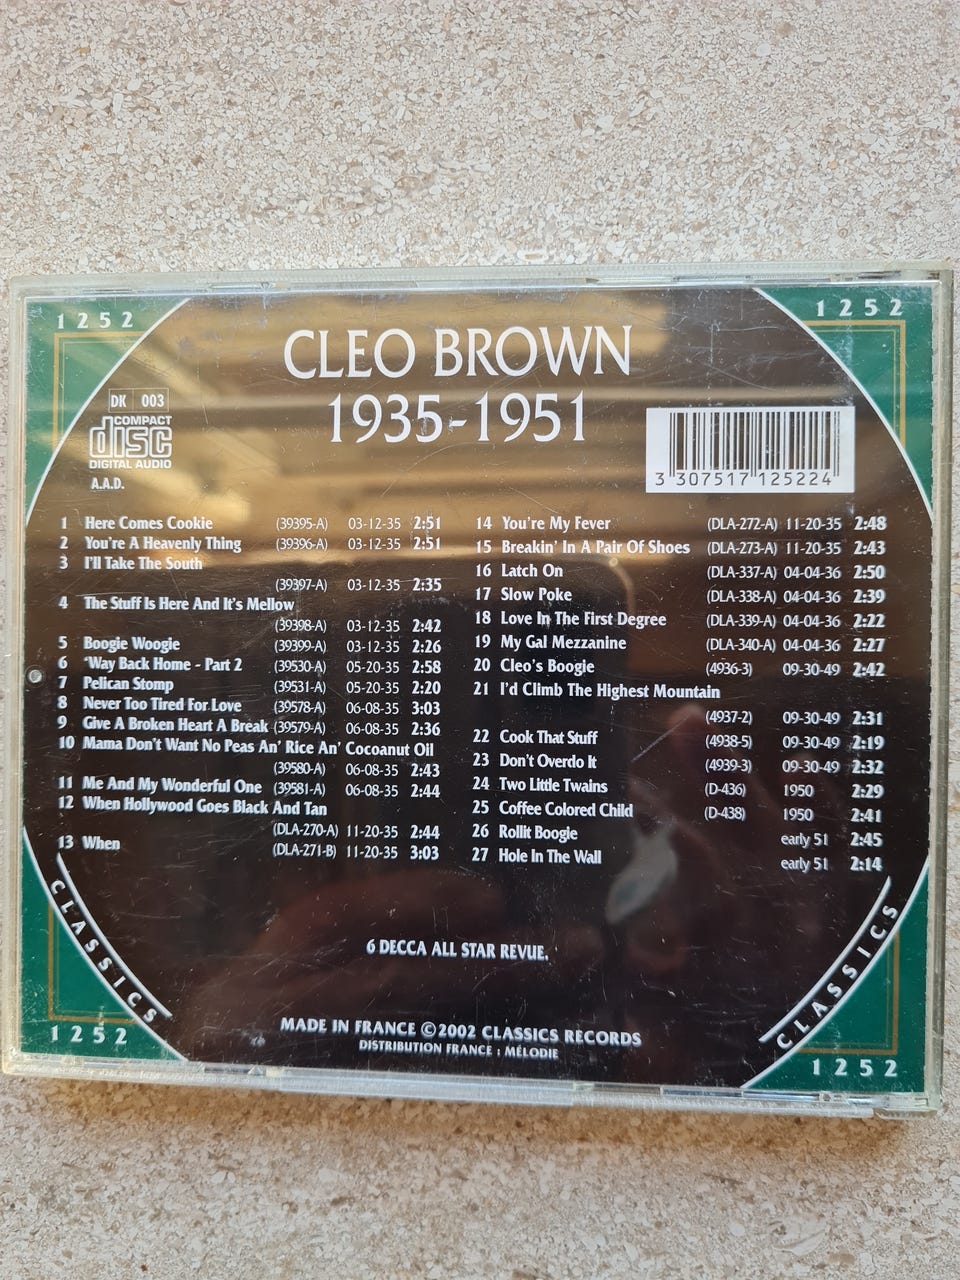 1252
1252
CLEO BROWN
1935-1951
DK 003
COMPACT
disc
DIGITAL AUDIO
A.A.D.
3 307517 125224
1 Here Comes Cookie (39395-A) 03-12-35 2:51
2 You're A Heavenly Thing (39396-A) 03-12-35 2:51
3 I'll Take The South
(39397-A) 03-12-35 2:35
4 The Stuff Is Here And It's Mellow
(39398-A) 03-12-35 2:42
5 Boogie Woogie (39399-A) 03-12-35 2:26
6 'Way Back Home - Part 2 (39530-A) 05-20-35 2:58
7 Pelican Stomp (39531-A) 05-20-35 2:20
8 Never Too Tired For Love (39578-A) 06-08-35 3:03
9 Give A Broken Heart A Break (39579-A) 06-08-35 2:36
10 Mama Don't Want No Peas An' Rice An' Cocoanut Oil
(39580-A) 06-08-35 2:43
11 Me And My Wonderful One (39581-A) 06-08-35 2:44
12 When Hollywood Goes Black And Tan
(DLA-270-A) 11-20-35 2:44
13 When (DLA-271-B) 11-20-35 3:03
14 You're My Fever (DLA-272-A) 11-20-35 2:48
15 Breakin' In A Pair Of Shoes (DLA-273-A) 11-20-35 2:43
16 Latch On (DLA-337-A) 04-04-36 2:50
17 Slow Poke (DLA-338-A) 04-04-36 2:39
18 Love In The First Degree (DLA-339-A) 04-04-36 2:22
19 My Gal Mezzanine (DLA-340-A) 04-04-36 2:27
20 Cleo's Boogie (4936-3) 09-30-49 2:42
21 I'd Climb The Highest Mountain
(4937-2) 09-30-49 2:31
22 Cook That Stuff (4938-5) 09-30-49 2:19
23 Don't Overdo It (4939-3) 09-30-49 2:32
24 Two Little Twains (D-436) 1950 2:29
25 Coffee Colored Child (D-438) 1950 2:41
26 Rollit Boogie early 51 2:45
27 Hole In The Wall early 51 2:14
6 DECCA ALL STAR REVUE.
MADE IN FRANCE ©2002 CLASSICS RECORDS
DISTRIBUTION FRANCE : MÉLODIE
CLASSICS
CLASSICS
1252
1252